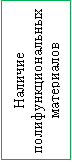 Наличие
полифункциональных
материалов